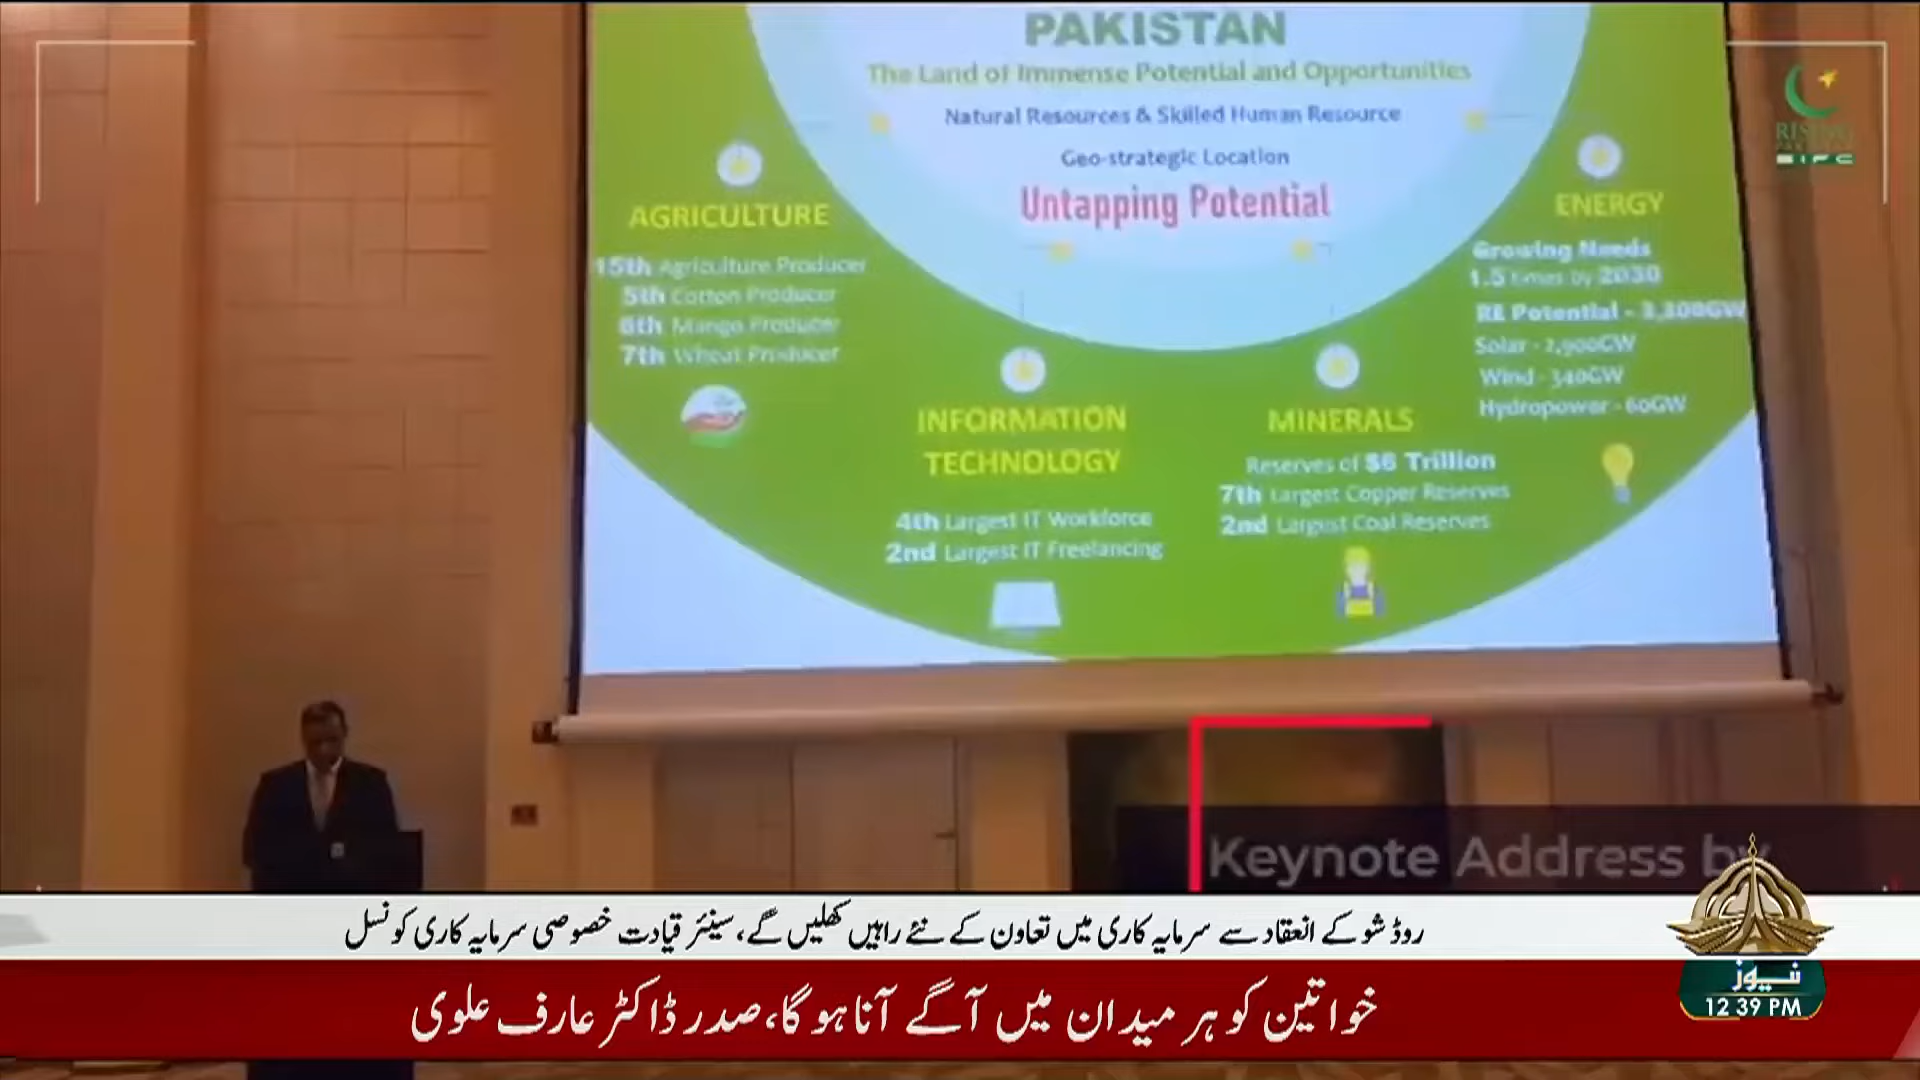 PAKISTAN
The Land of Immense Potential and Opportunities
Natural Resources & Skilled Human Resource
Geo-strategic Location
Untapping Potential
AGRICULTURE
15th Agriculture Producer
5th Cotton Producer
6th Mango Producer
7th Wheat Producer
INFORMATION
TECHNOLOGY
4th Largest IT Workforce
2nd Largest IT Freelancing
MINERALS
Reserves of $6 Trillion
7th Largest Copper Reserves
2nd Largest Coal Reserves
ENERGY
Growing Needs
1.5 times by 2030
RE Potential -
Solar - 2,900GW
Wind - 340GW
Hydropower - 60GW
RISING
PAKISTAN
SIFC
Keynote Address by
روڈ شو کے انعقاد سے سرمایہ کاری میں تعاون کے نئے راہیں کھلیں گے، سینئر قیادت خصوصی سرمایہ کاری کونسل
خواتین کو ہر میدان میں آگے آنا ہو گا، صدر ڈاکٹر عارف علوی
نیوز
12 39 PM